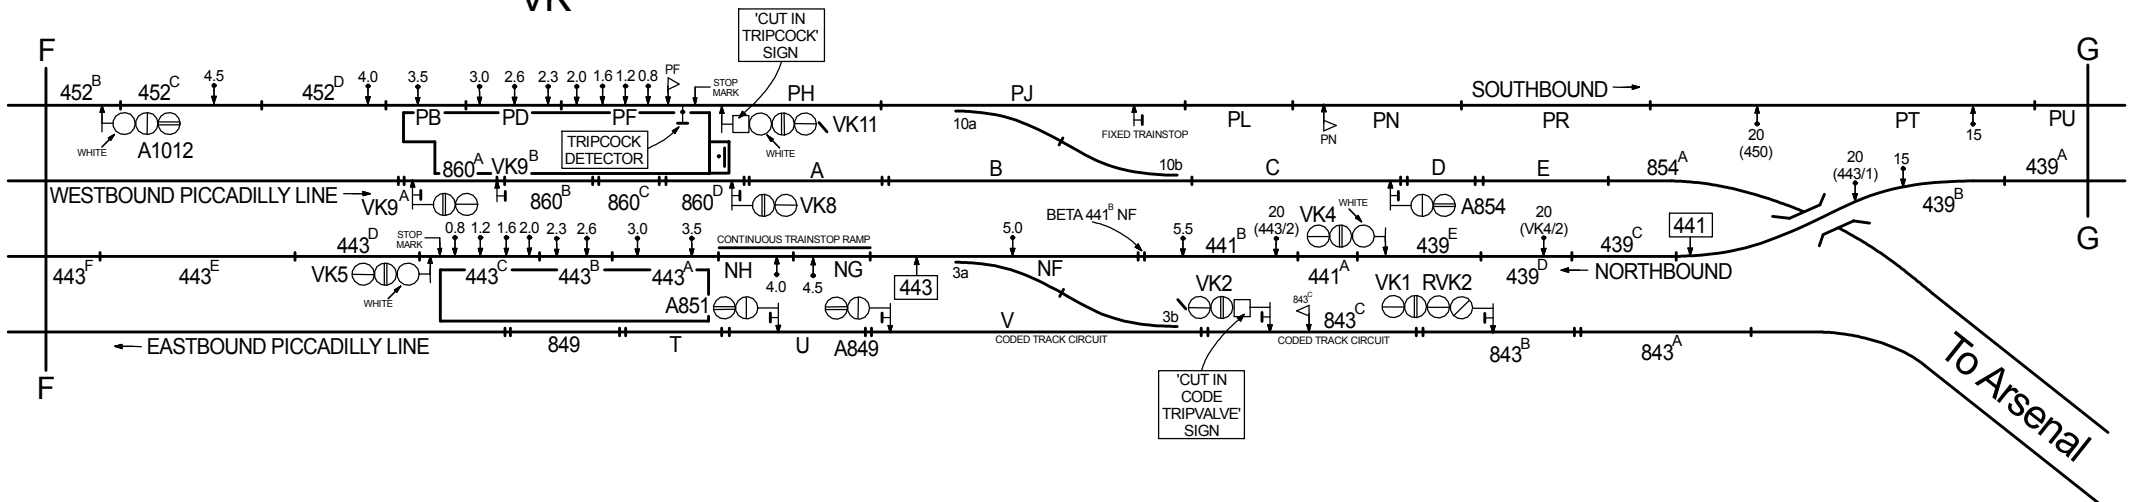 VK
'CUT IN
TRIPCOCK'
SIGN
F
G
452B
452C
4.5
452D
4.0
3.5
3.0
2.6
2.3
2.0
1.6
1.2
0.8
PF
STOP
MARK
PH
PJ
SOUTHBOUND
WHITE
A1012
PB
PD
PF
TRIPCOCK
DETECTOR
VK11
WHITE
10a
FIXED TRAINSTOP
PL
PN
PN
PR
20
(450)
PT
15
PU
860A
VK9B
A
B
10b
C
D
E
854A
20
(443/1)
15
439A
WESTBOUND PICCADILLY LINE
VK9A
860B
860C
860D
VK8
BETA 441B NF
VK4
WHITE
A854
439B
443D
STOP
MARK
0.8
1.2
1.6
2.0
2.3
2.6
3.0
3.5
CONTINUOUS TRAINSTOP RAMP
5.0
5.5
441B
20
(443/2)
439E
20
(VK4/2)
439C
441
G
443F
443E
VK5
WHITE
443C
443B
443A
NH
4.0
4.5
NG
443
3a
NF
441A
439D
NORTHBOUND
A851
VK2
843C
VK1
RVK2
EASTBOUND PICCADILLY LINE
849
T
U
A849
V
CODED TRACK CIRCUIT
3b
843C
CODED TRACK CIRCUIT
843B
843A
F
'CUT IN
CODE
TRIPVALVE'
SIGN
To Arsenal